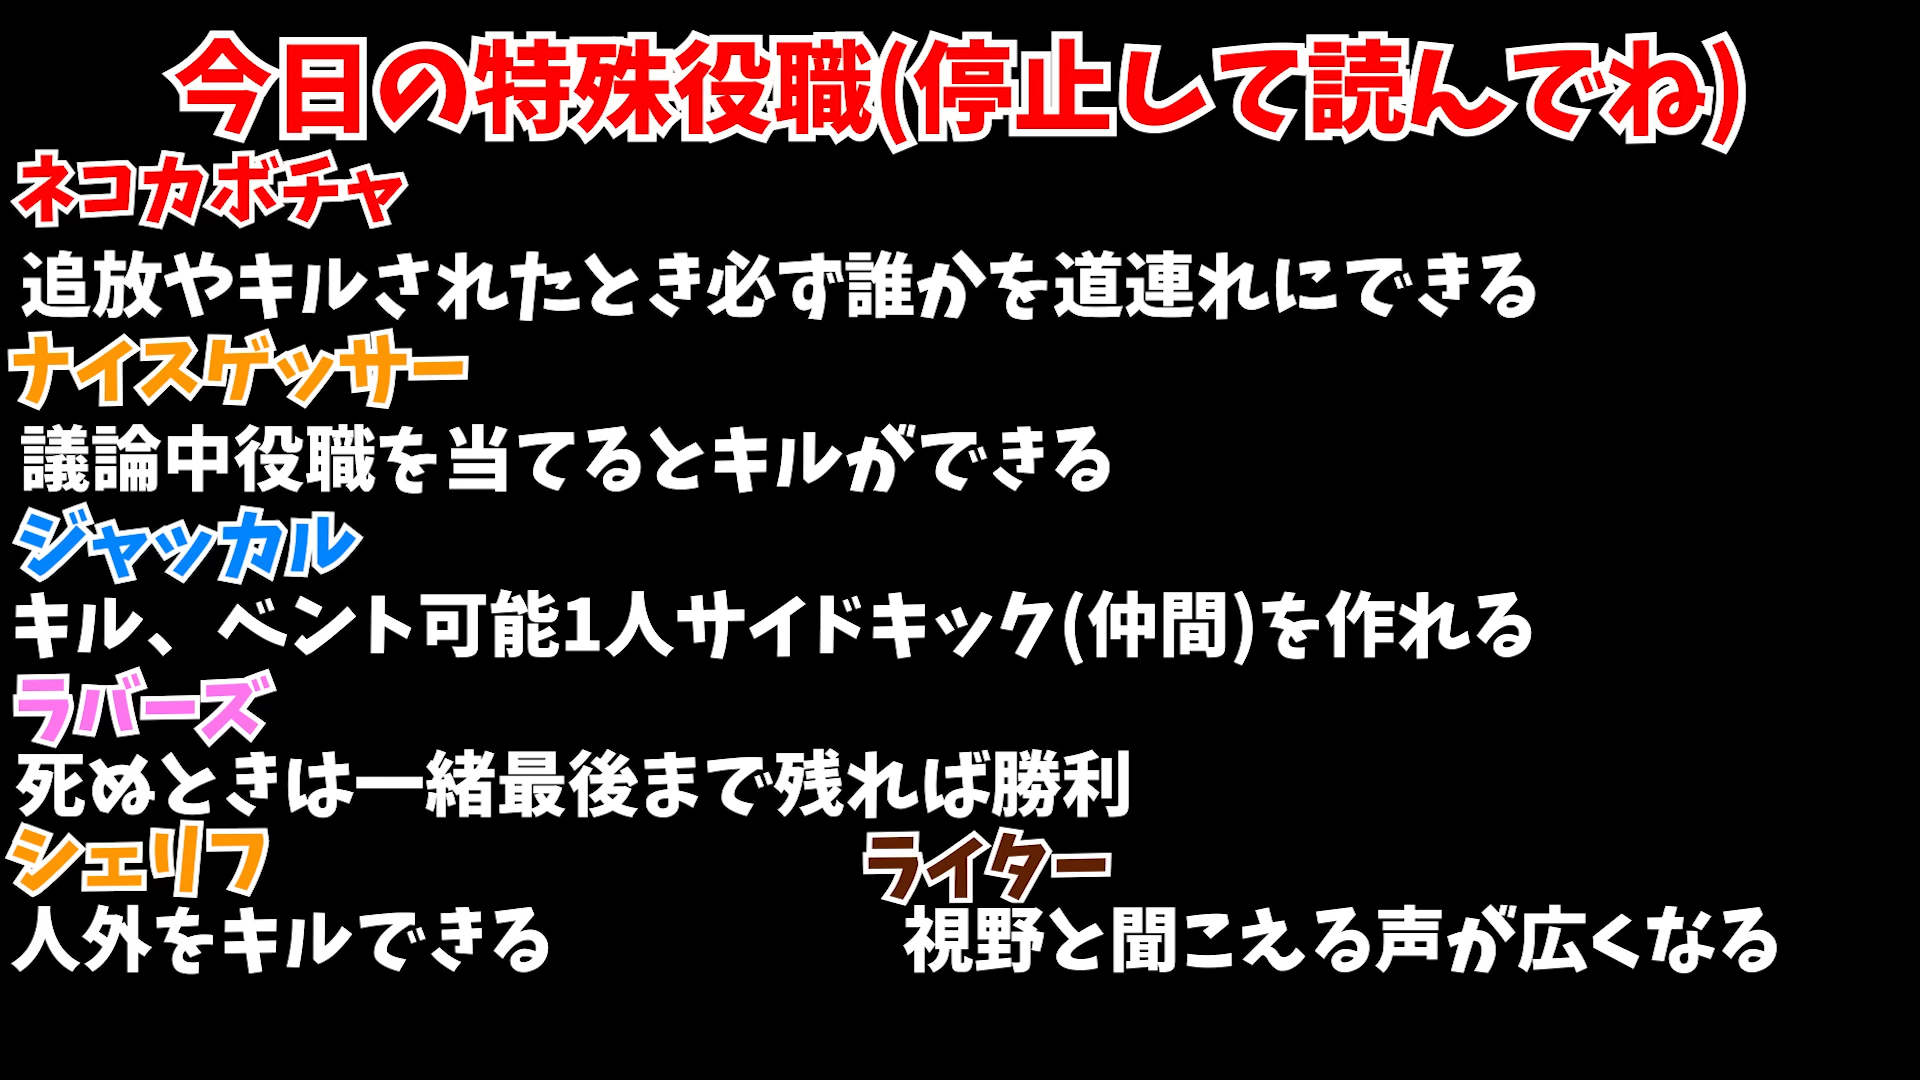 今日の特殊役職(停止して読んでね)
ネコカボチャ
追放やキルされたとき必ず誰かを道連れにできる
ナイスゲッサー
議論中役職を当てるとキルができる
ジャッカル
キル、ベント可能1人サイドキック(仲間)を作れる
ラバーズ
死ぬときは一緒最後まで残れば勝利
シェリフ
人外をキルできる
ライター
視野と聞こえる声が広くなる